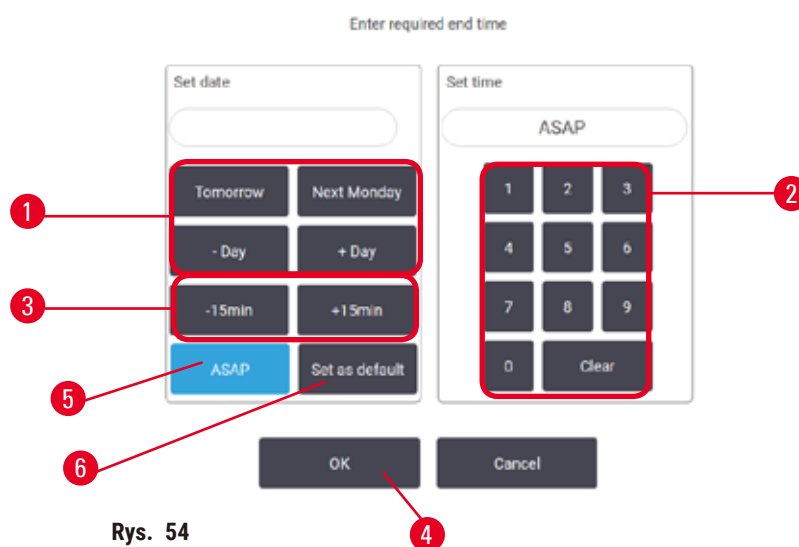 Enter required end time
Set date
Set time
ASAP
Tomorrow
Next Monday
1
2
3
2
1
- Day
+ Day
4
5
6
3
-15min
+15min
7
8
9
ASAP
Set as default
0
Clear
5
6
OK
Cancel
4
Rys. 54